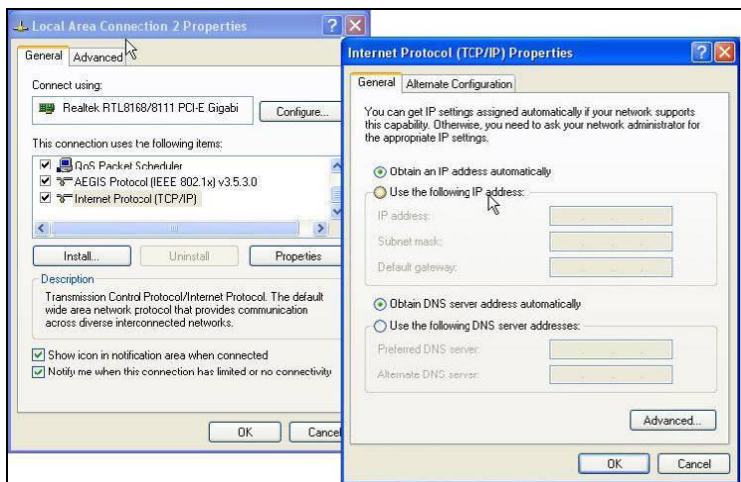 Local Area Connection 2 Properties
General
Advanced
Connect using:
Realtek RTL8168/8111 PCI-E Gigabi
Configure...
This connection uses the following items:
QoS Packet Scheduler
AEGIS Protocol (IEEE 802.1x) v3.5.3.0
Internet Protocol (TCP/IP)
Install...
Uninstall
Properties
Description
Transmission Control Protocol/Internet Protocol. The default
wide area network protocol that provides communication
across diverse interconnected networks.
Show icon in notification area when connected
Notify me when this connection has limited or no connectivity
OK
Cancel
Internet Protocol (TCP/IP) Properties
General
Alternate Configuration
You can get IP settings assigned automatically if your network supports
this capability. Otherwise, you need to ask your network administrator for
the appropriate IP settings.
Obtain an IP address automatically
Use the following IP address:
IP address:
Subnet mask:
Default gateway:
Obtain DNS server address automatically
Use the following DNS server addresses:
Preferred DNS server:
Alternate DNS server:
Advanced...
OK
Cancel